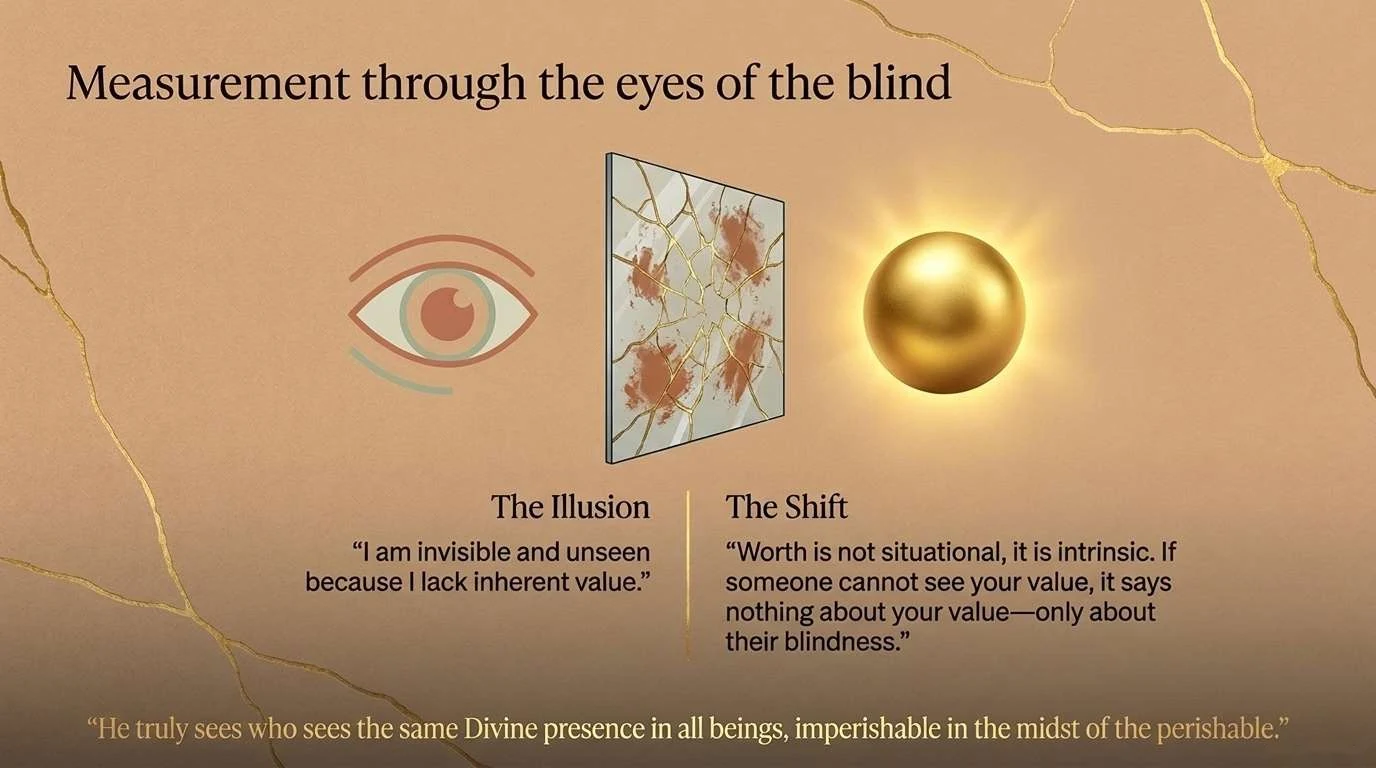 Measurement through the eyes of the blind
The Illusion
“I am invisible and unseen
because I lack inherent value.”
The Shift
“Worth is not situational, it is intrinsic. If
someone cannot see your value, it says
nothing about your value—only about
their blindness.”
“He truly sees who sees the same Divine presence in all beings, imperishable in the midst of the perishable.”